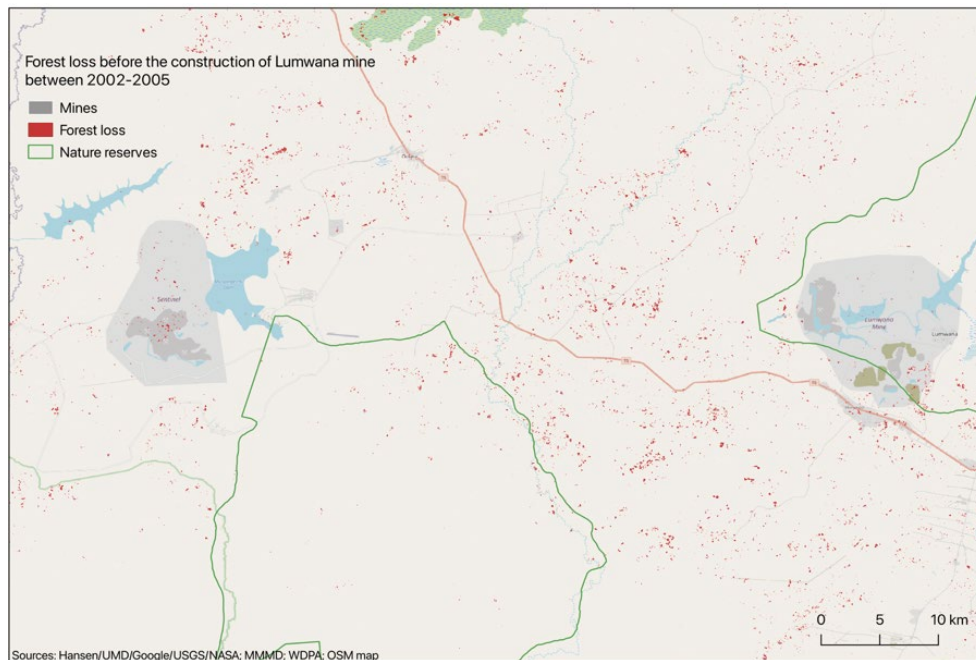 Forest loss before the construction of Lumwana mine
between 2002-2005
Mines
Forest loss
Nature reserves
Sentinel
Lumwana
Mining
Lumwana
0 5 10 km
Sources: Hansen/UMD/Google/USGS/NASA; MMMD; WDPA; OSM map